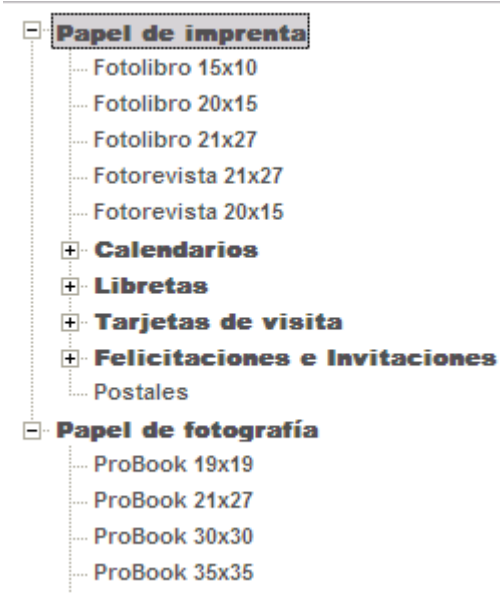 Papel de imprenta
Fotolibro 15x10
Fotolibro 20x15
Fotolibro 21x27
Fotorevista 21x27
Fotorevista 20x15
Calendarios
Libretas
Tarjetas de visita
Felicitaciones e Invitaciones
Postales
Papel de fotografía
ProBook 19x19
ProBook 21x27
ProBook 30x30
ProBook 35x35